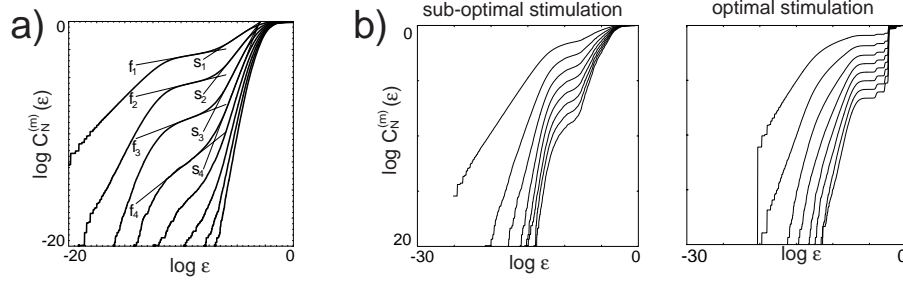 a)
0
-20
-20
0
log ε
log C_N^(m)(ε)
f₁
f₂
f₃
f₄
s₁
s₂
s₃
s₄
b)
sub-optimal stimulation
0
20
-30
0
log ε
log C_N^(m)(ε)
optimal stimulation
-30
0
log ε